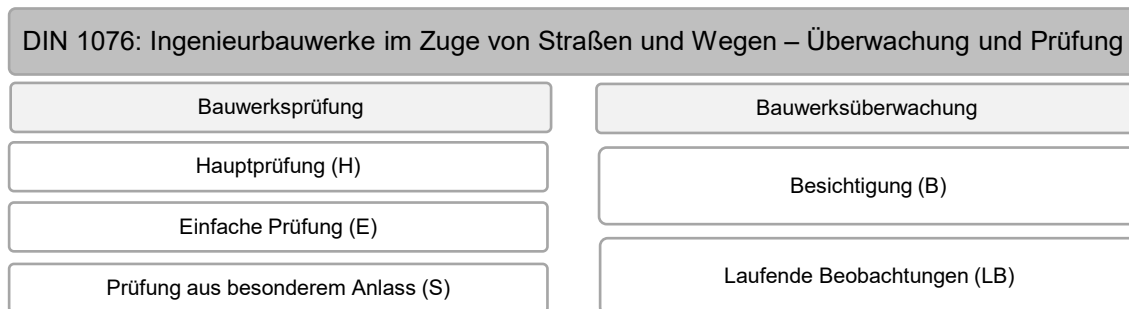 DIN 1076: Ingenieurbauwerke im Zuge von Straßen und Wegen – Überwachung und Prüfung
Bauwerksprüfung
Hauptprüfung (H)
Einfache Prüfung (E)
Prüfung aus besonderem Anlass (S)
Bauwerksüberwachung
Besichtigung (B)
Laufende Beobachtungen (LB)